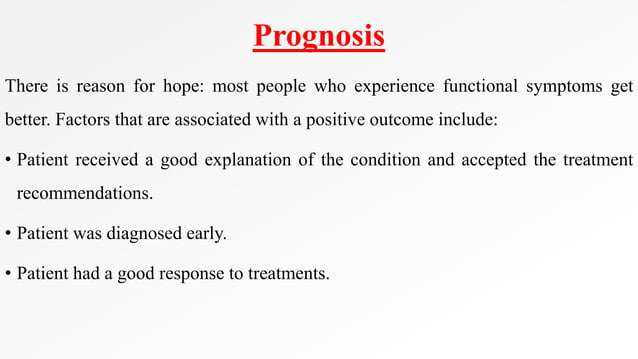 Prognosis
There is reason for hope: most people who experience functional symptoms get
better. Factors that are associated with a positive outcome include:
• Patient received a good explanation of the condition and accepted the treatment
recommendations.
• Patient was diagnosed early.
• Patient had a good response to treatments.